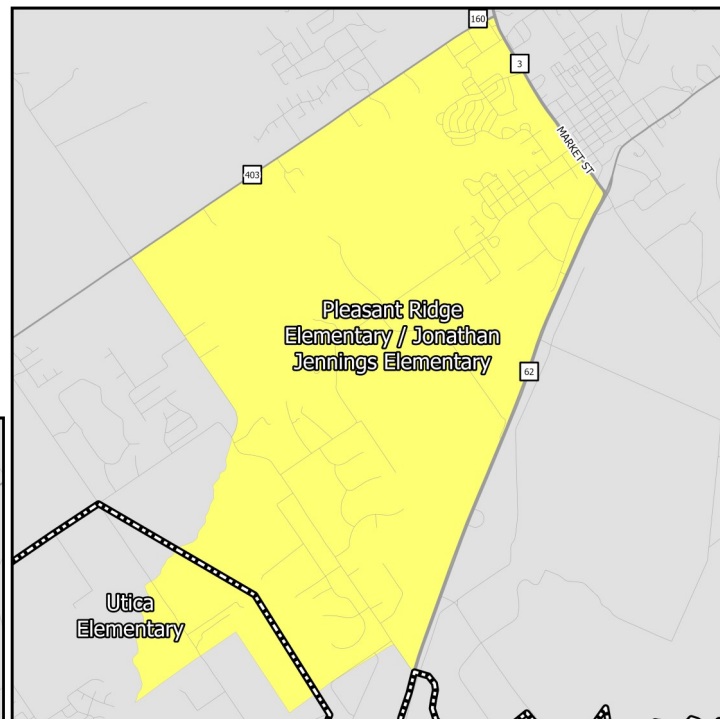 160
3
MARKET ST
403
Pleasant Ridge
Elementary / Jonathan
Jennings Elementary
62
Utica
Elementary